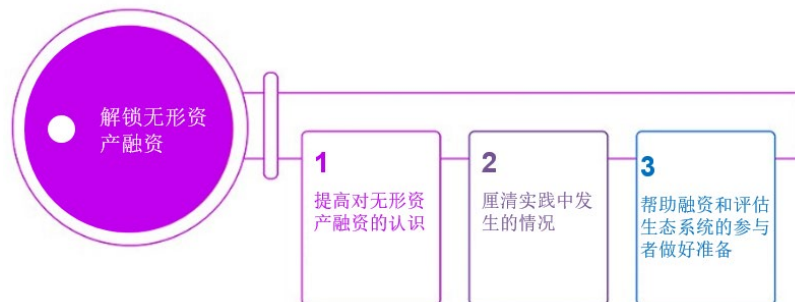 解锁无形资
产融资
1
提高对无形资
产融资的认识
2
厘清实践中发
生的情况
3
帮助融资和评估
生态系统的参与
者做好准备